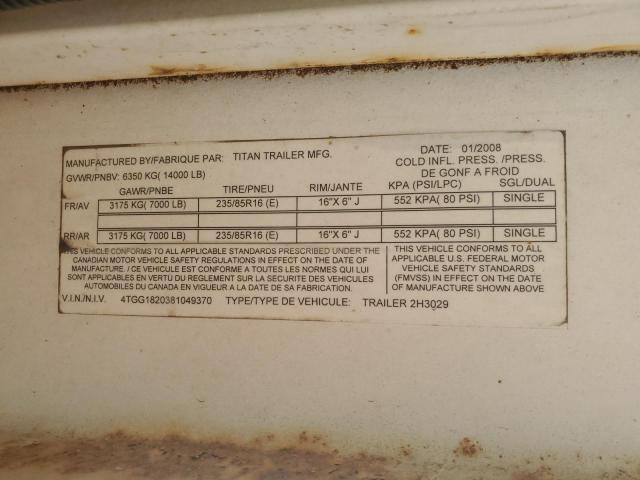 MANUFACTURED BY/FABRIQUE PAR: TITAN TRAILER MFG. DATE: 01/2008
GVWR/PNBV: 6350 KG( 14000 LB) COLD INFL. PRESS. /PRESS.
DE GONF A FROID
GAWR/PNBE TIRE/PNEU RIM/JANTE KPA (PSI/LPC) SGL/DUAL
FR/AV 3175 KG( 7000 LB) 235/85R16 (E) 16"X 6" J 552 KPA( 80 PSI) SINGLE
RR/AR 3175 KG( 7000 LB) 235/85R16 (E) 16"X 6" J 552 KPA( 80 PSI) SINGLE
THIS VEHICLE CONFORMS TO ALL APPLICABLE STANDARDS PRESCRIBED UNDER THE
CANADIAN MOTOR VEHICLE SAFETY REGULATIONS IN EFFECT ON THE DATE OF
MANUFACTURE. / CE VEHICULE EST CONFORME A TOUTES LES NORMES QUI LUI
SONT APPLICABLES EN VERTU DU REGLEMENT SUR LA SECURITE DES VEHICULES
AUTOMOBILES DU CANADA EN VIGUEUR A LA DATE DE SA FABRICATION.
THIS VEHICLE CONFORMS TO ALL
APPLICABLE U.S. FEDERAL MOTOR
VEHICLE SAFETY STANDARDS
(FMVSS) IN EFFECT ON THE DATE
OF MANUFACTURE SHOWN ABOVE
V.I.N./N.I.V. 4TGG1820381049370 TYPE/TYPE DE VEHICULE: TRAILER 2H3029